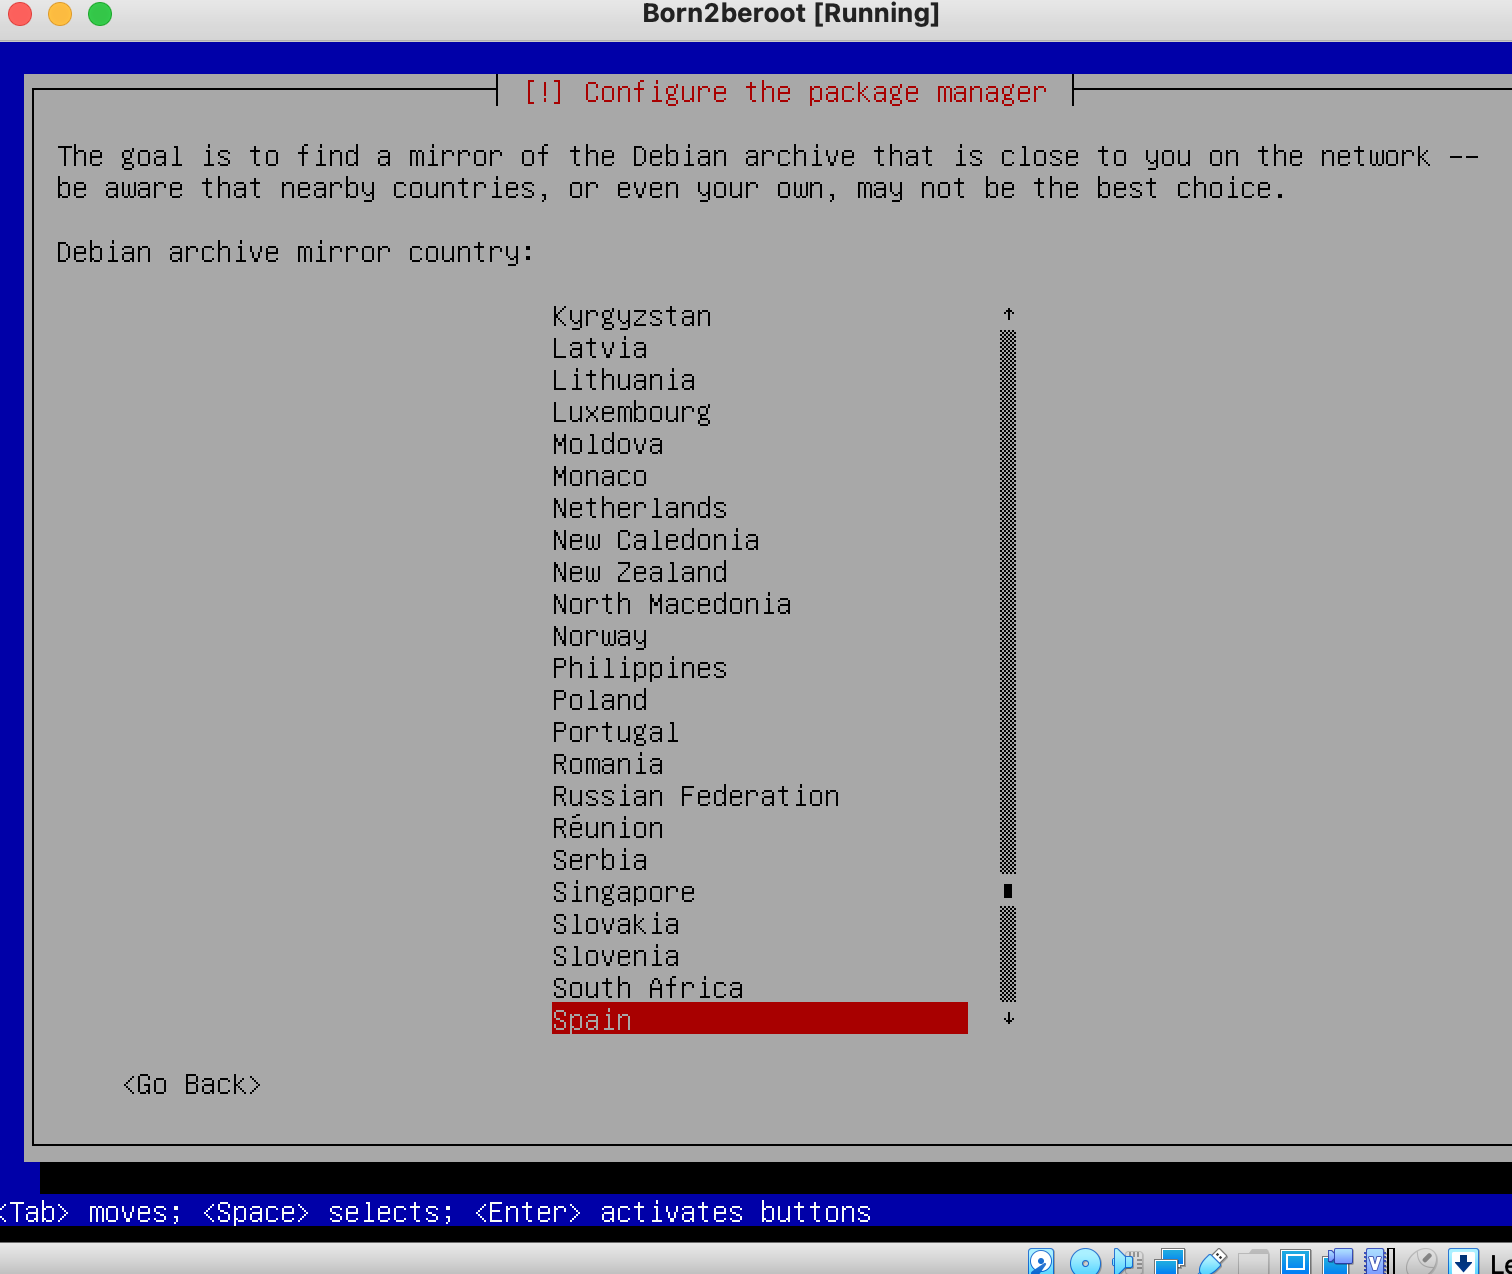 Born2beroot [Running]
[!] Configure the package manager
The goal is to find a mirror of the Debian archive that is close to you on the network --
be aware that nearby countries, or even your own, may not be the best choice.
Debian archive mirror country:
Kyrgyzstan
Latvia
Lithuania
Luxembourg
Moldova
Monaco
Netherlands
New Caledonia
New Zealand
North Macedonia
Norway
Philippines
Poland
Portugal
Romania
Russian Federation
Réunion
Serbia
Singapore
Slovakia
Slovenia
South Africa
Spain
<Go Back>
<Tab> moves; <Space> selects; <Enter> activates buttons